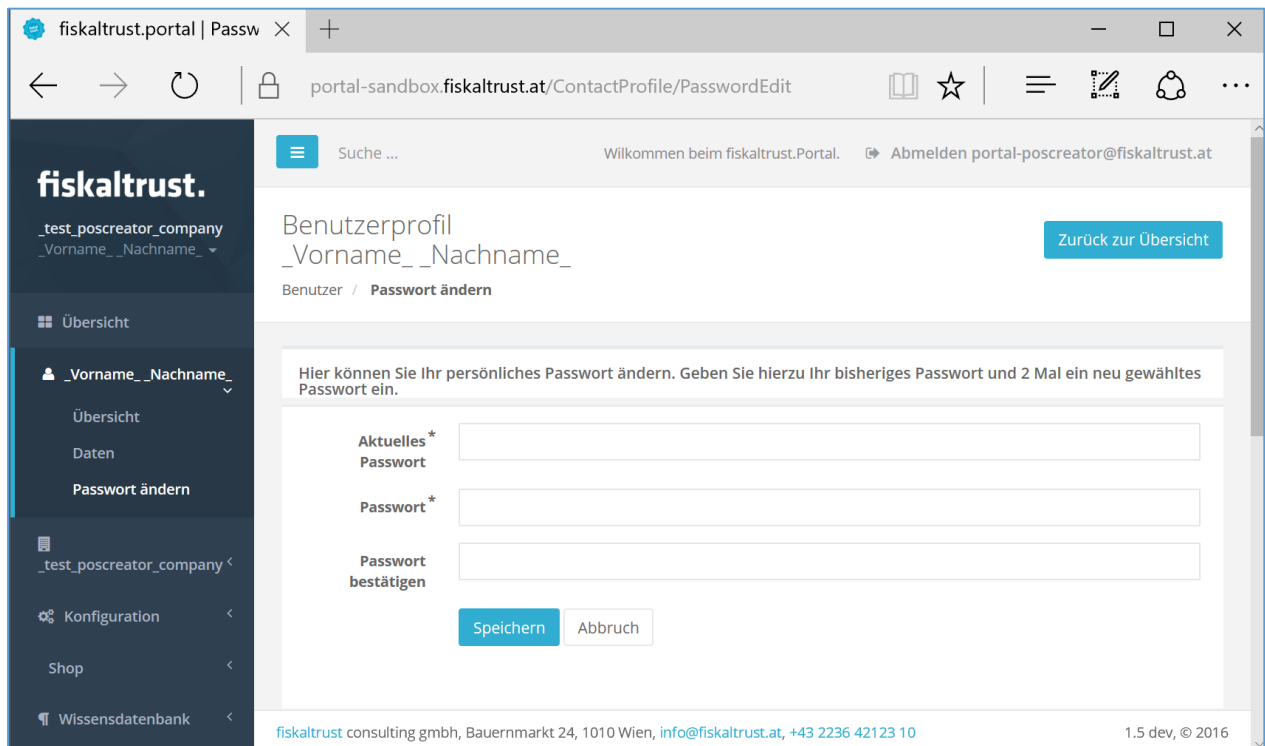 fiskaltrust.portal | Passw
portal-sandbox.fiskaltrust.at/ContactProfile/PasswordEdit
fiskaltrust.
_test_poscreator_company
_Vorname_ _Nachname_
Übersicht
_Vorname_ _Nachname_
Übersicht
Daten
Passwort ändern
_test_poscreator_company
Konfiguration
Shop
Wissensdatenbank
Suche ...
Wilkommen beim fiskaltrust.Portal.
Abmelden portal-poscreator@fiskaltrust.at
Benutzerprofil
_Vorname_ _Nachname_
Zurück zur Übersicht
Benutzer / Passwort ändern
Hier können Sie Ihr persönliches Passwort ändern. Geben Sie hierzu Ihr bisheriges Passwort und 2 Mal ein neu gewähltes
Passwort ein.
Aktuelles*
Passwort
Passwort*
Passwort
bestätigen
Speichern
Abbruch
fiskaltrust consulting gmbh, Bauernmarkt 24, 1010 Wien, info@fiskaltrust.at, +43 2236 42123 10
1.5 dev, © 2016